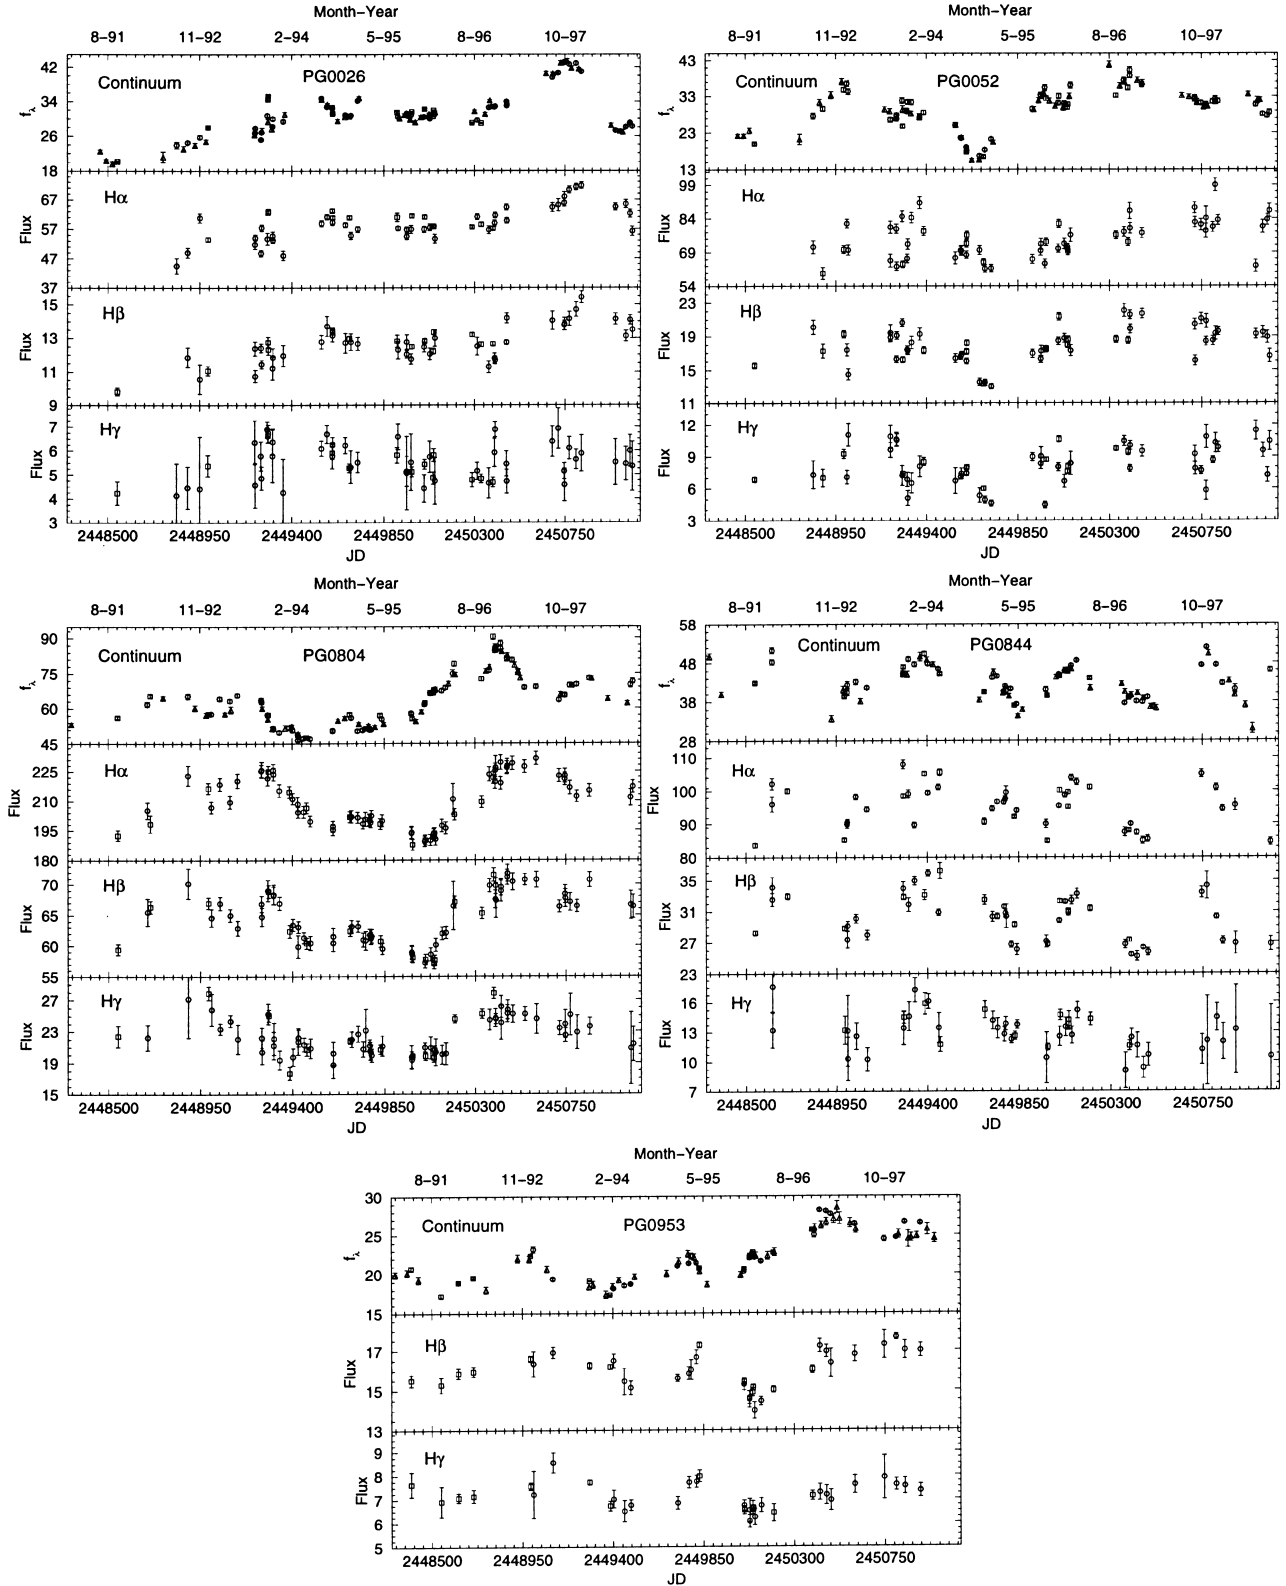 Month-Year
8-91 11-92 2-94 5-95 8-96 10-97
Continuum PG0026
fλ
42
34
26
18
Hα
Flux
67
57
47
37
Hβ
Flux
15
13
11
9
Hγ
Flux
7
6
5
4
3
2448500 2448950 2449400 2449850 2450300 2450750
JD
Month-Year
8-91 11-92 2-94 5-95 8-96 10-97
Continuum PG0052
fλ
43
33
23
13
Hα
Flux
99
84
69
54
Hβ
Flux
23
19
15
11
Hγ
Flux
12
9
6
3
2448500 2448950 2449400 2449850 2450300 2450750
JD
Month-Year
8-91 11-92 2-94 5-95 8-96 10-97
Continuum PG0804
fλ
90
75
60
45
Hα
Flux
225
210
195
180
Hβ
Flux
70
65
60
55
Hγ
Flux
27
23
19
15
2448500 2448950 2449400 2449850 2450300 2450750
JD
Month-Year
8-91 11-92 2-94 5-95 8-96 10-97
Continuum PG0844
fλ
58
48
38
28
Hα
Flux
110
100
90
80
Hβ
Flux
35
31
27
23
Hγ
Flux
16
13
10
7
2448500 2448950 2449400 2449850 2450300 2450750
JD
Month-Year
8-91 11-92 2-94 5-95 8-96 10-97
Continuum PG0953
fλ
30
25
20
15
Hβ
Flux
17
15
13
Hγ
Flux
9
8
7
6
5
2448500 2448950 2449400 2449850 2450300 2450750
JD